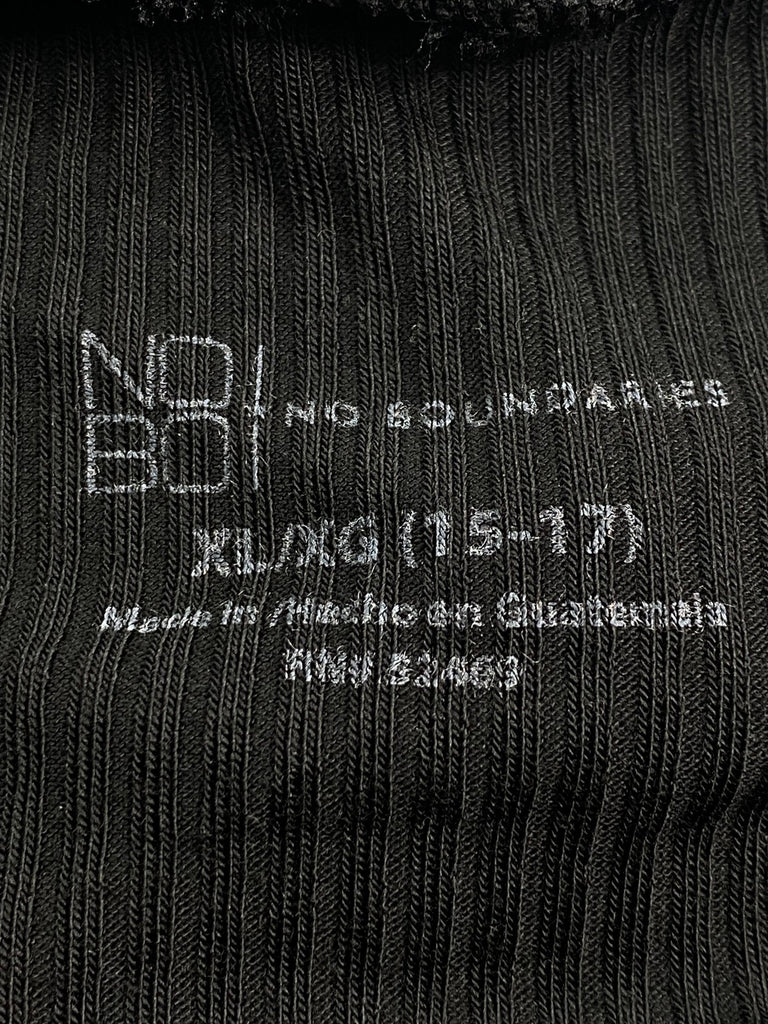 NO
BO
NO BOUNDARIES
XL/XG (15-17)
Made in / Hecho en Guatemala
RN#